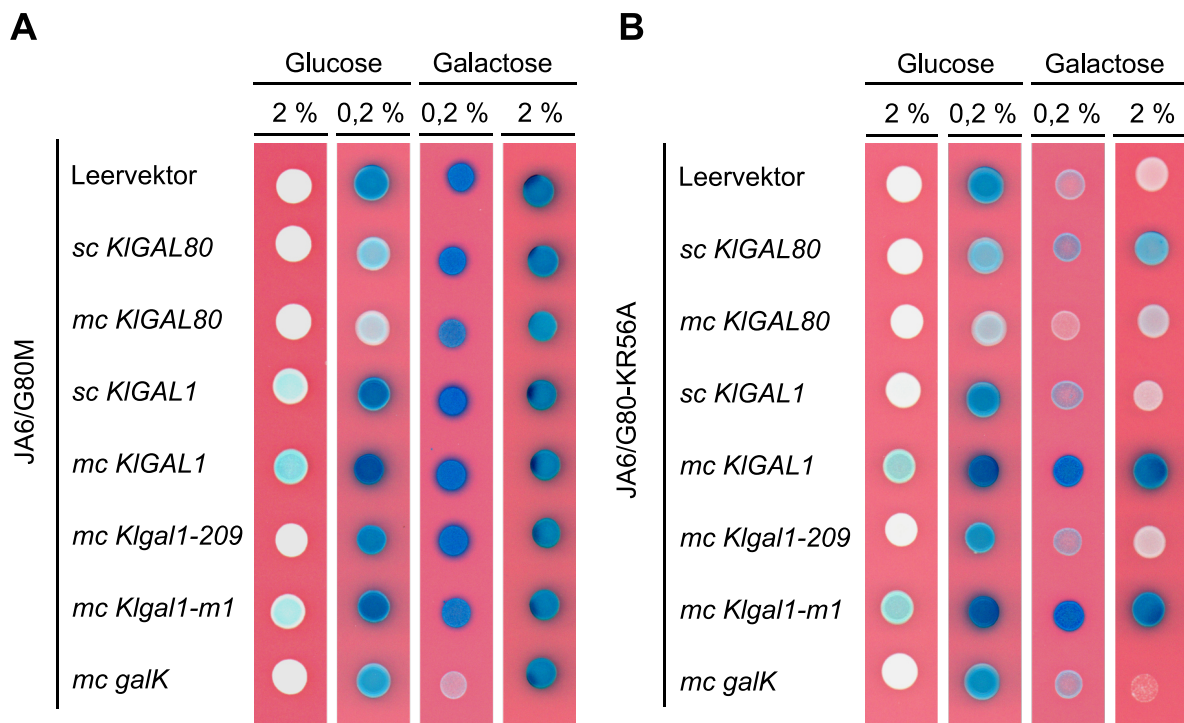 A
Glucose Galactose
2 % 0,2 % 0,2 % 2 %
JA6/G80M
Leervektor
sc KlGAL80
mc KlGAL80
sc KlGAL1
mc KlGAL1
mc Klgal1-209
mc Klgal1-m1
mc galK
B
Glucose Galactose
2 % 0,2 % 0,2 % 2 %
JA6/G80-KR56A
Leervektor
sc KlGAL80
mc KlGAL80
sc KlGAL1
mc KlGAL1
mc Klgal1-209
mc Klgal1-m1
mc galK